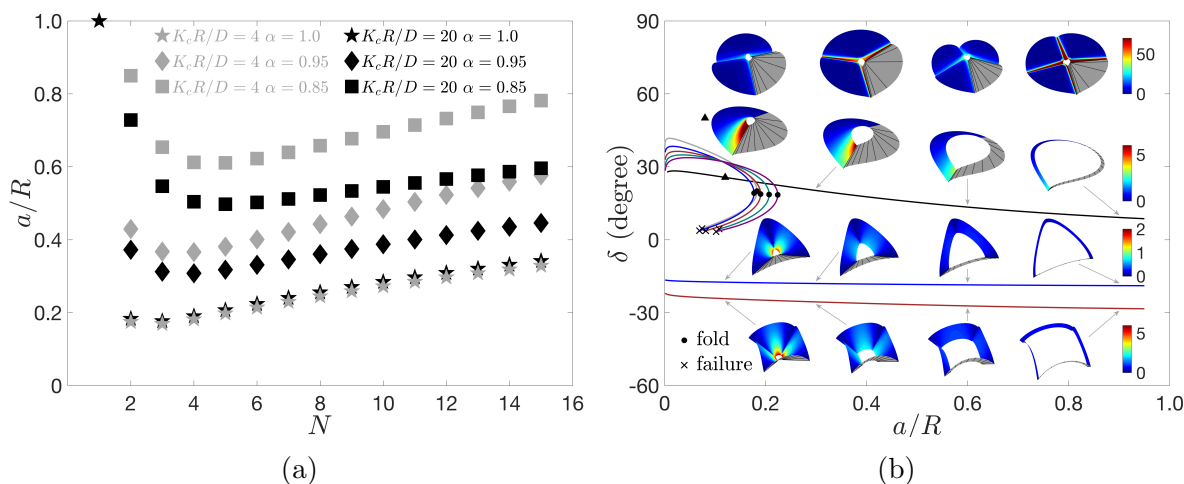 1.0
0.8
0.6
0.4
0.2
0
a/R
2
4
6
8
10
12
14
16
N
K_cR/D = 4 α = 1.0
K_cR/D = 4 α = 0.95
K_cR/D = 4 α = 0.85
K_cR/D = 20 α = 1.0
K_cR/D = 20 α = 0.95
K_cR/D = 20 α = 0.85
(a)
90
60
30
0
-30
-60
δ (degree)
0
0.2
0.4
0.6
0.8
1.0
a/R
50
0
5
0
2
1
0
5
0
fold
failure
(b)